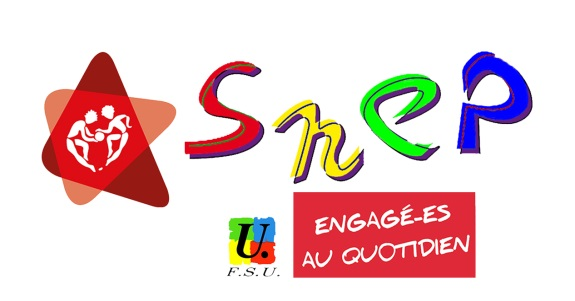 Snep
U.
F.S.U.
ENGAGÉ-ES
AU QUOTIDIEN